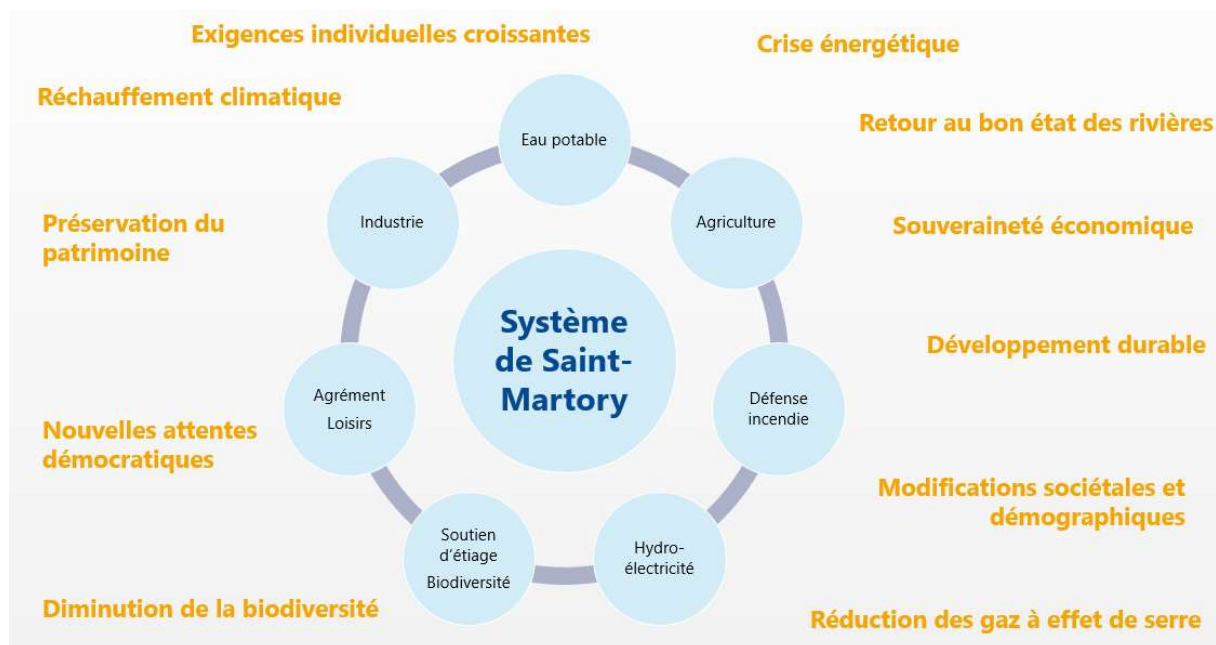 Exigences individuelles croissantes
Crise énergétique
Réchauffement climatique
Retour au bon état des rivières
Eau potable
Industrie
Agriculture
Préservation du
patrimoine
Souveraineté économique
Système
de Saint-
Martory
Développement durable
Agrément
Loisirs
Défense
incendie
Nouvelles attentes
démocratiques
Modifications sociétales et
démographiques
Soutien
d’étiage
Biodiversité
Hydro-
électricité
Diminution de la biodiversité
Réduction des gaz à effet de serre